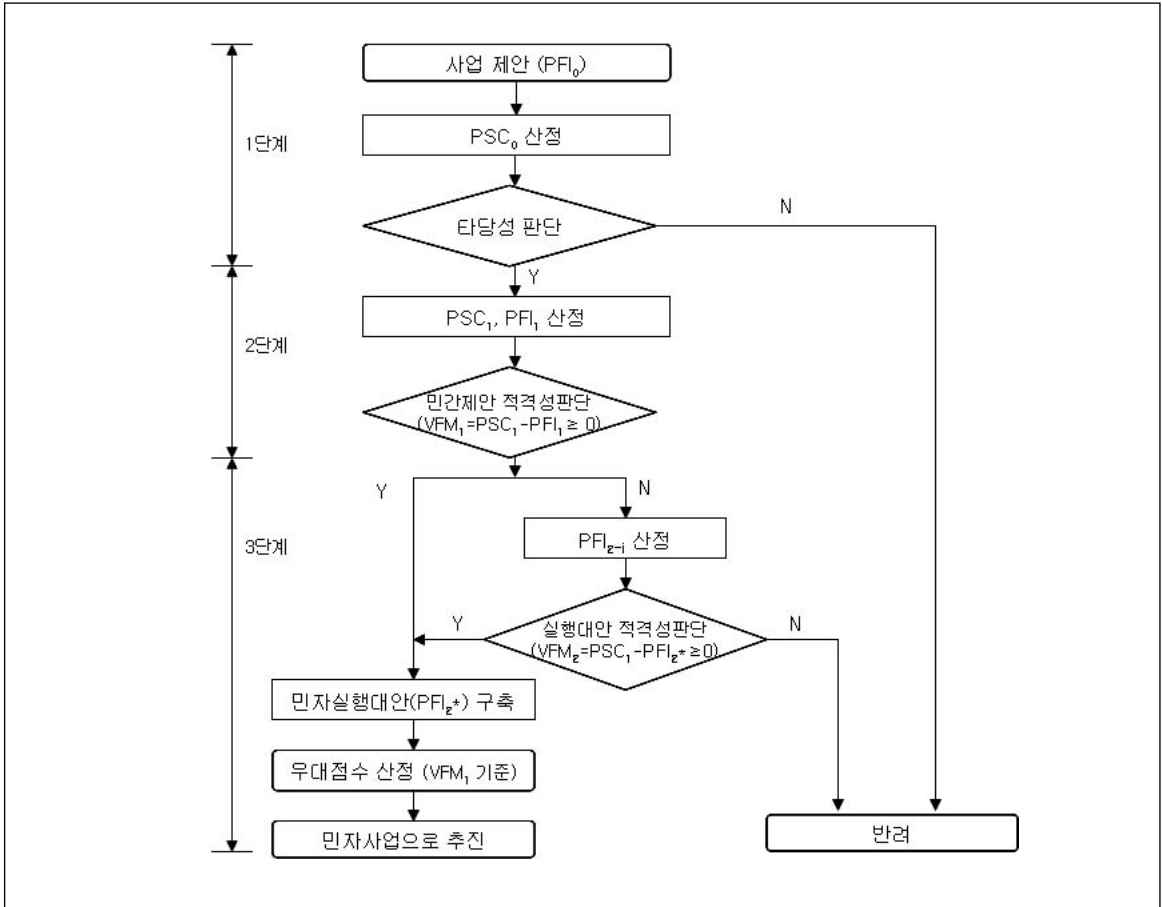 사업 제안 (PFI₀)
PSC₀ 산정
1단계
타당성 판단
N
Y
PSC₁, PFI₁ 산정
2단계
민간제안 적격성판단
(VFM₁=PSC₁-PFI₁≥ 0)
Y
N
3단계
PFI₂₋ᵢ 산정
Y
실행대안 적격성판단
(VFM₂=PSC₁-PFI₂*≥0)
N
민자실행대안(PFI₂*) 구축
우대점수 산정 (VFM₁ 기준)
민자사업으로 추진
반려